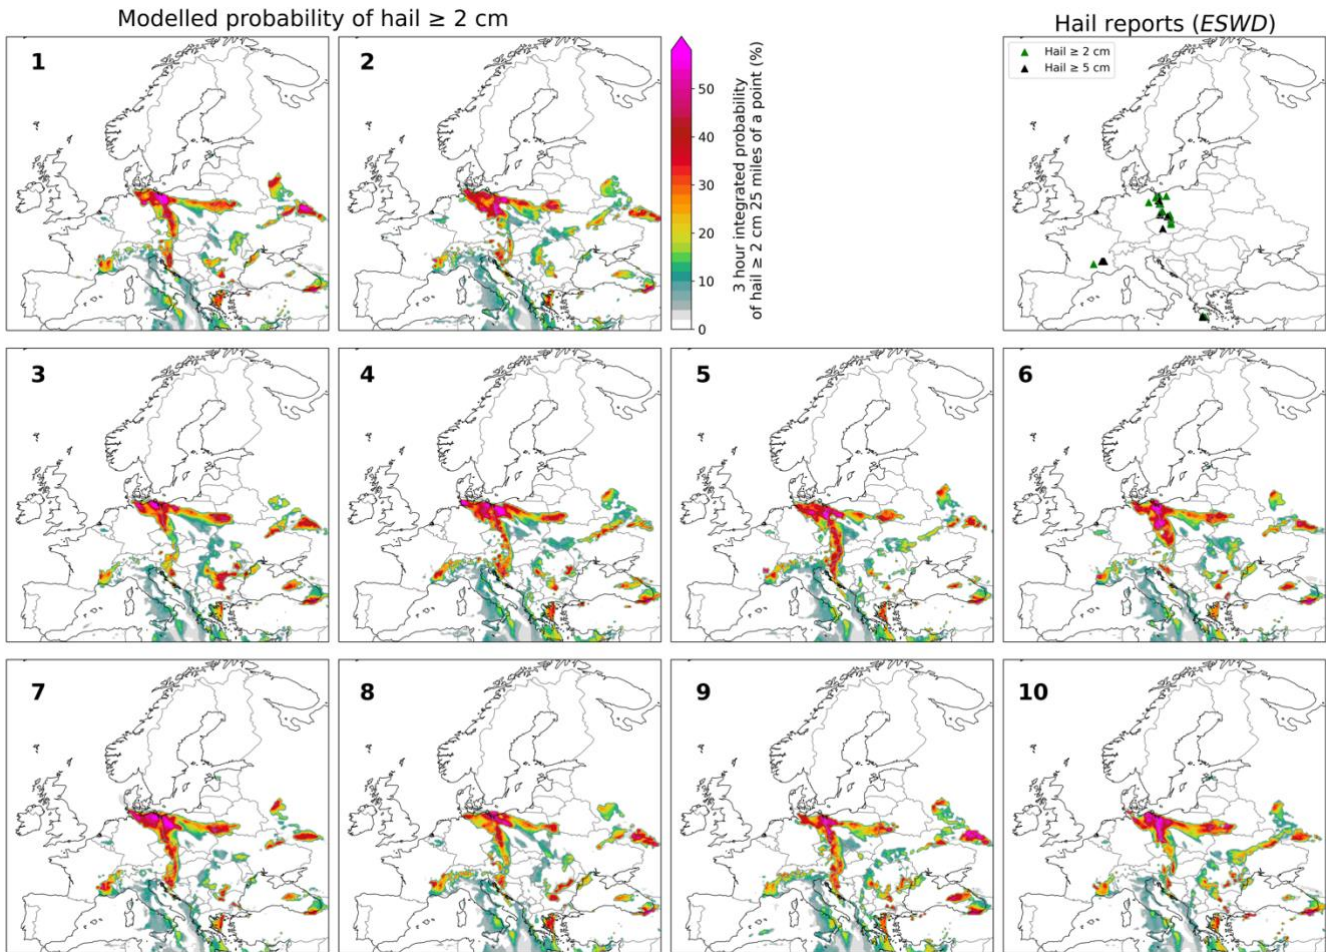 Modelled probability of hail ≥ 2 cm
Hail reports (ESWD)
1
2
50
40
30
20
10
0
3 hour integrated probability
of hail ≥ 2 cm 25 miles of a point (%)
Hail ≥ 2 cm
Hail ≥ 5 cm
3
4
5
6
7
8
9
10